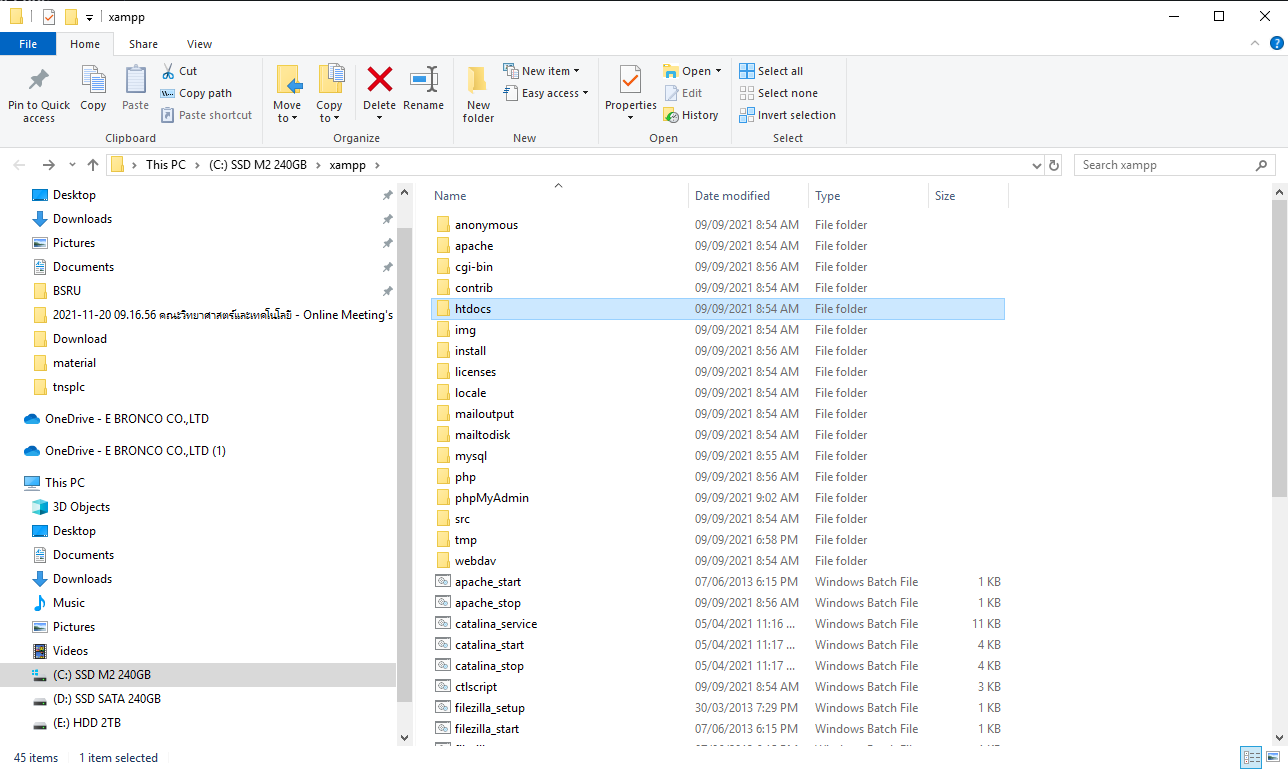 xampp
File Home Share View
Pin to Quick access
Copy
Paste
Cut
Copy path
Paste shortcut
Clipboard
Move to
Copy to
Delete
Rename
Organize
New folder
New item
Easy access
New
Properties
Open
Edit
History
Open
Select all
Select none
Invert selection
Select
This PC > (C:) SSD M2 240GB > xampp >
Search xampp
Desktop
Downloads
Pictures
Documents
BSRU
2021-11-20 09.16.56 คณะวิทยาศาสตร์และเทคโนโลยี - Online Meeting's
Download
material
tnsplc
OneDrive - E BRONCO CO.,LTD
OneDrive - E BRONCO CO.,LTD (1)
This PC
3D Objects
Desktop
Documents
Downloads
Music
Pictures
Videos
(C:) SSD M2 240GB
(D:) SSD SATA 240GB
(E:) HDD 2TB
Name Date modified Type Size
anonymous 09/09/2021 8:54 AM File folder
apache 09/09/2021 8:54 AM File folder
cgi-bin 09/09/2021 8:56 AM File folder
contrib 09/09/2021 8:54 AM File folder
htdocs 09/09/2021 8:54 AM File folder
img 09/09/2021 8:54 AM File folder
install 09/09/2021 8:56 AM File folder
licenses 09/09/2021 8:54 AM File folder
locale 09/09/2021 8:54 AM File folder
mailoutput 09/09/2021 8:54 AM File folder
mailtodisk 09/09/2021 8:54 AM File folder
mysql 09/09/2021 8:55 AM File folder
php 09/09/2021 8:56 AM File folder
phpMyAdmin 09/09/2021 9:02 AM File folder
src 09/09/2021 8:54 AM File folder
tmp 09/09/2021 6:58 PM File folder
webdav 09/09/2021 8:54 AM File folder
apache_start 07/06/2013 6:15 PM Windows Batch File 1 KB
apache_stop 09/09/2021 8:56 AM Windows Batch File 1 KB
catalina_service 05/04/2021 11:16 ... Windows Batch File 11 KB
catalina_start 05/04/2021 11:17 ... Windows Batch File 4 KB
catalina_stop 05/04/2021 11:17 ... Windows Batch File 4 KB
ctlscript 09/09/2021 8:54 AM Windows Batch File 3 KB
filezilla_setup 30/03/2013 7:29 PM Windows Batch File 1 KB
filezilla_start 07/06/2013 6:15 PM Windows Batch File 1 KB
45 items 1 item selected